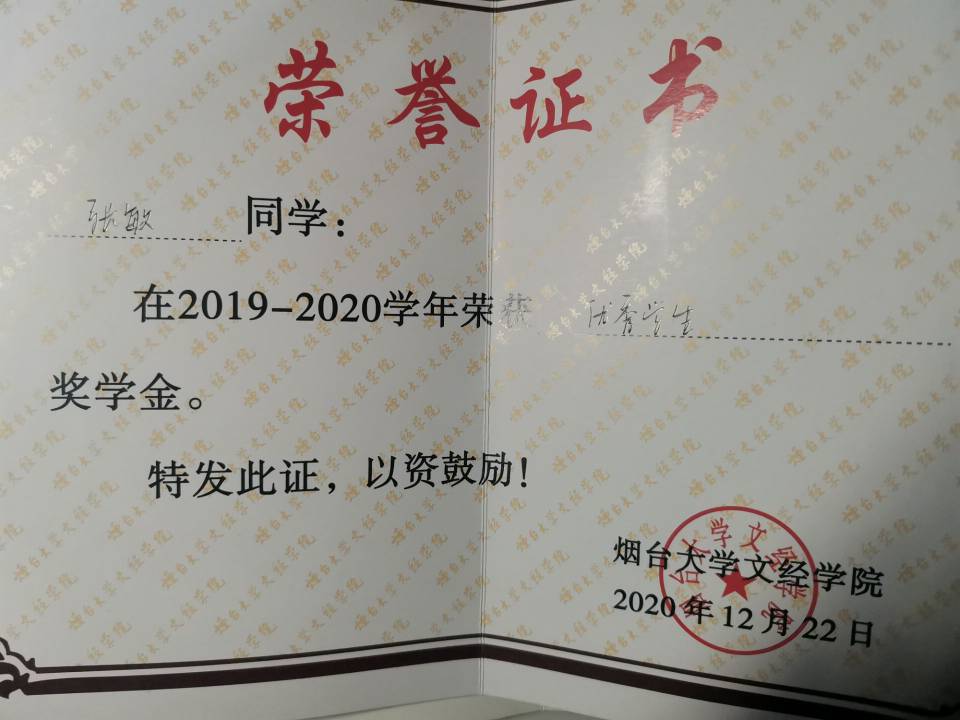 荣誉证书
张敏 同学：
在2019-2020学年荣获 优秀学生
奖学金。
特发此证，以资鼓励！
烟台大学文经学院
2020年12月22日